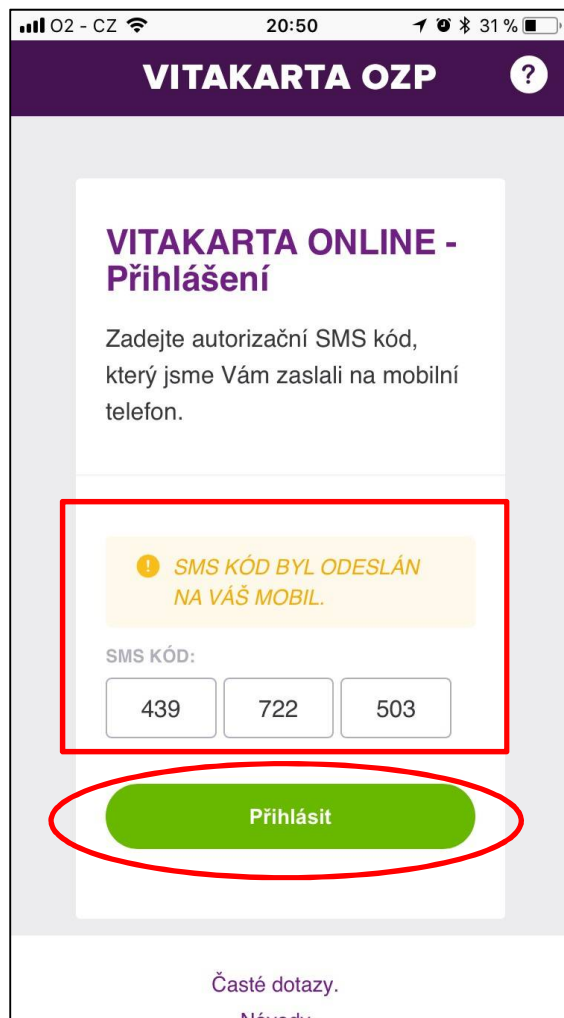 O2 - CZ 20:50 31 %
VITAKARTA OZP ?
VITAKARTA ONLINE -
Přihlášení
Zadejte autorizační SMS kód,
který jsme Vám zaslali na mobilní
telefon.
! SMS KÓD BYL ODESLÁN
NA VÁŠ MOBIL.
SMS KÓD:
439 722 503
Přihlásit
Časté dotazy.
Návody